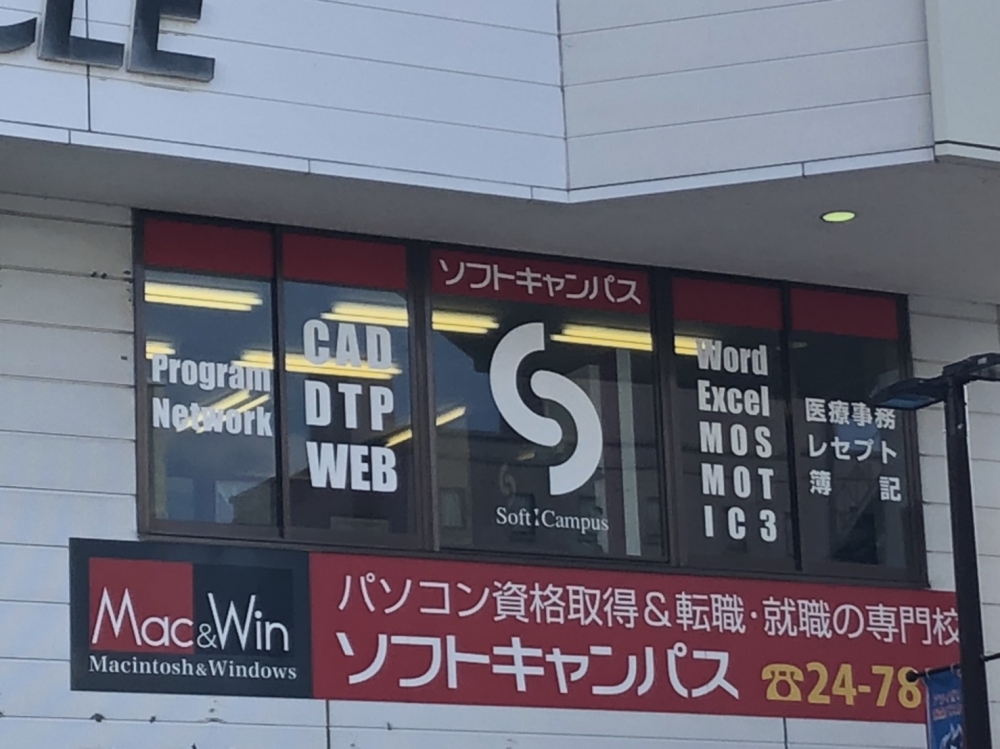 CLE
ソフトキャンパス
Program
Network
CAD
DTP
WEB
Soft Campus
Word
Excel
MOS
MOT
IC3
医療事務
レセプト
簿 記
Mac&Win
Macintosh&Windows
パソコン資格取得&転職・就職の専門校
ソフトキャンパス
☎24-78